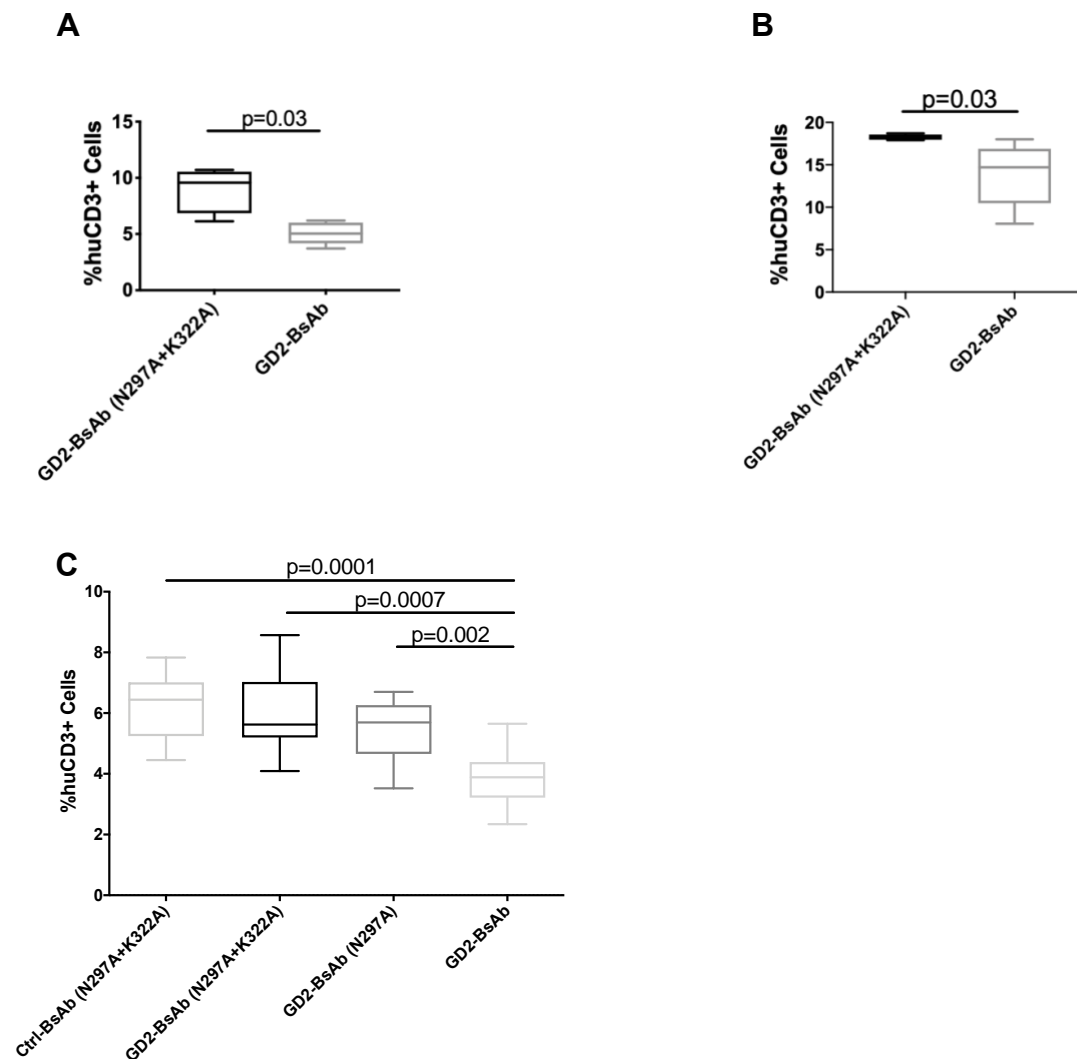 A
p=0.03
%huCD3+ Cells
15
10
5
0
GD2-BsAb (N297A+K322A)
GD2-BsAb
B
p=0.03
%huCD3+ Cells
20
15
10
5
0
GD2-BsAb (N297A+K322A)
GD2-BsAb
C
p=0.0001
p=0.0007
p=0.002
%huCD3+ Cells
10
8
6
4
2
0
Ctrl-BsAb (N297A+K322A)
GD2-BsAb (N297A+K322A)
GD2-BsAb (N297A)
GD2-BsAb